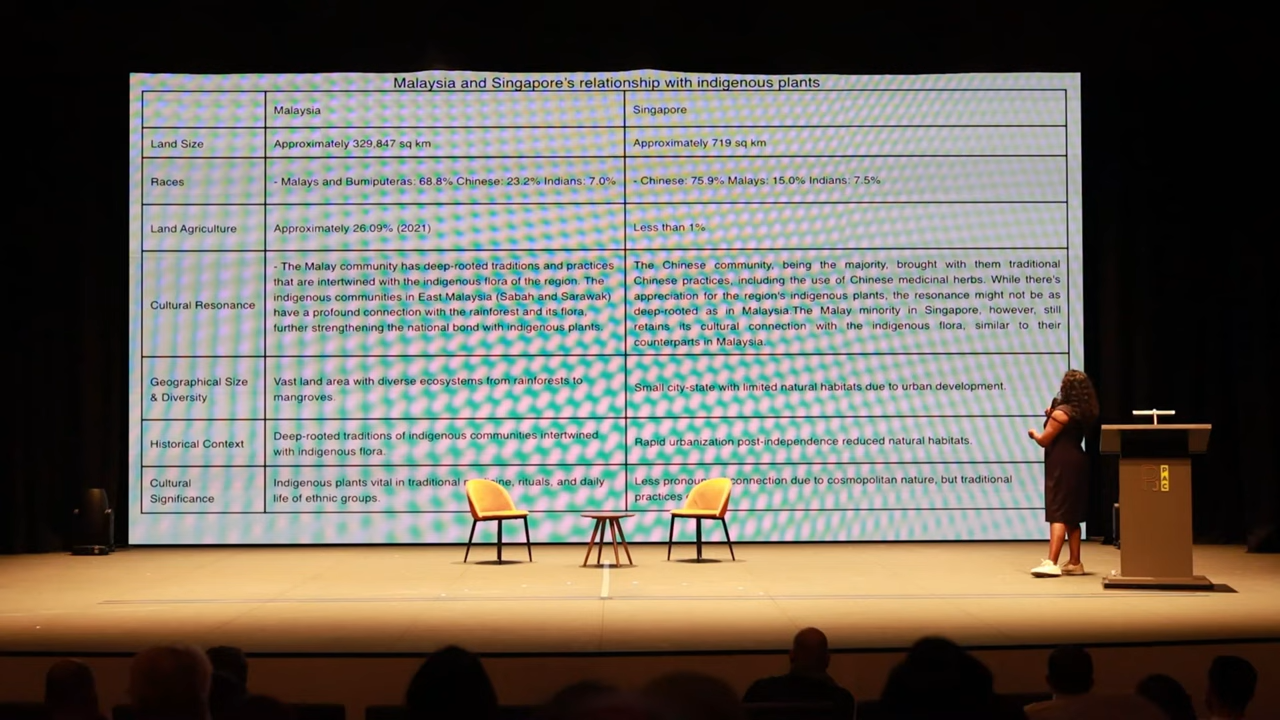 Malaysia and Singapore's relationship with indigenous plants
Malaysia
Singapore
Land Size
Approximately 329,847 sq km
Approximately 719 sq km
Races
- Malays and Bumiputeras: 68.8% Chinese: 23.2% Indians: 7.0%
- Chinese: 75.9% Malays: 15.0% Indians: 7.5%
Land Agriculture
Approximately 26.09% (2021)
Less than 1%
Cultural Resonance
- The Malay community has deep-rooted traditions and practices
that are intertwined with the indigenous flora of the region. The
indigenous communities in East Malaysia (Sabah and Sarawak)
have a profound connection with the rainforest and its flora,
further strengthening the national bond with indigenous plants.
The Chinese community, being the majority, brought with them traditional
Chinese practices, including the use of Chinese medicinal herbs. While there's
appreciation for the region's indigenous plants, the resonance might not be as
deep-rooted as in Malaysia.The Malay minority in Singapore, however, still
retains its cultural connection with the indigenous flora, similar to their
counterparts in Malaysia.
Geographical Size
& Diversity
Vast land area with diverse ecosystems from rainforests to
mangroves.
Small city-state with limited natural habitats due to urban development.
Historical Context
Deep-rooted traditions of indigenous communities intertwined
with indigenous flora.
Rapid urbanization post-independence reduced natural habitats.
Cultural
Significance
Indigenous plants vital in traditional rituals, and daily
life of ethnic groups.
Less connection due to cosmopolitan nature, but traditional
practices
PAC